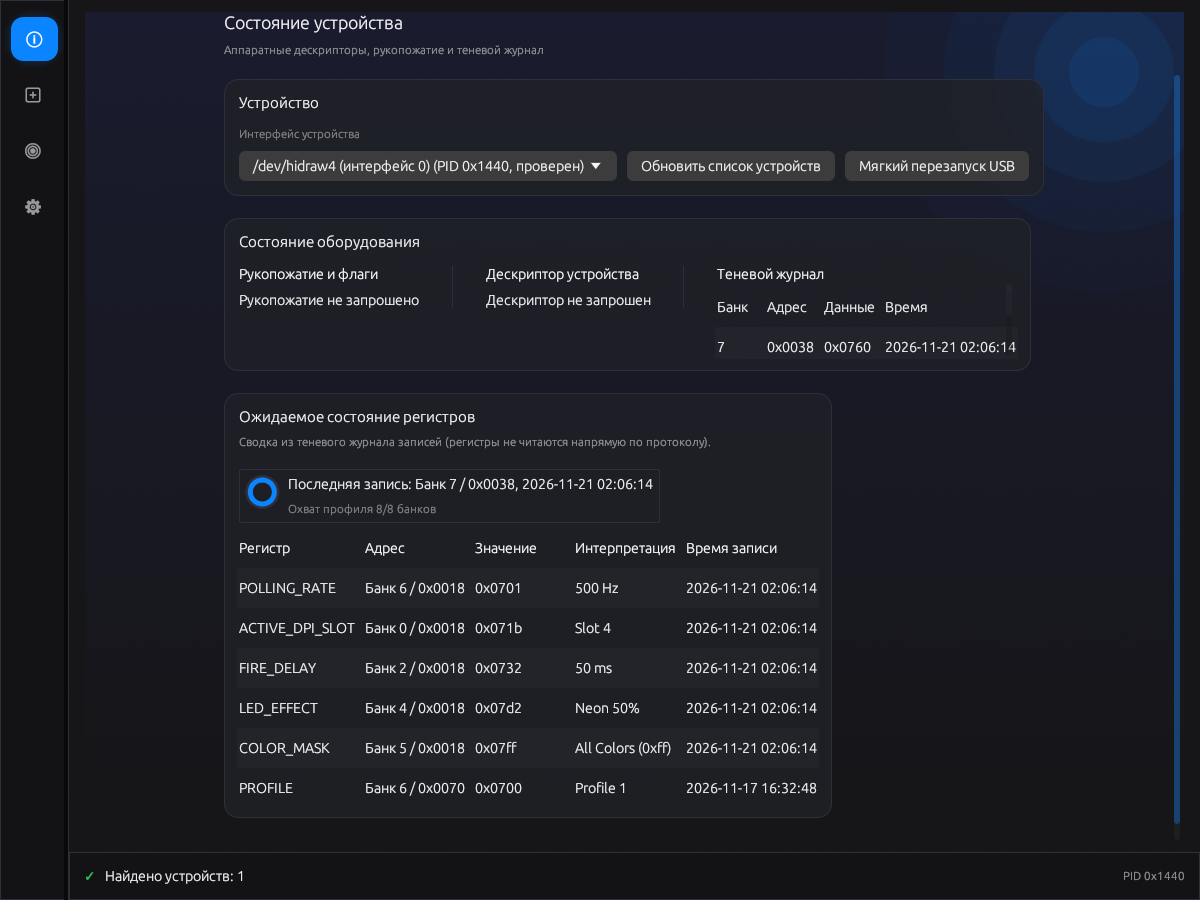 Состояние устройства
Аппаратные дескрипторы, рукопожатие и теневой журнал
Устройство
Интерфейс устройства
/dev/hidraw4 (интерфейс 0) (PID 0x1440, проверен) Обновить список устройств Мягкий перезапуск USB
Состояние оборудования
Рукопожатие и флаги
Рукопожатие не запрошено
Дескриптор устройства
Дескриптор не запрошен
Теневой журнал
Банк Адрес Данные Время
7 0x0038 0x0760 2026-11-21 02:06:14
Ожидаемое состояние регистров
Сводка из теневого журнала записей (регистры не читаются напрямую по протоколу).
Последняя запись: Банк 7 / 0x0038, 2026-11-21 02:06:14
Охват профиля 8/8 банков
Регистр Адрес Значение Интерпретация Время записи
POLLING_RATE Банк 6 / 0x0018 0x0701 500 Hz 2026-11-21 02:06:14
ACTIVE_DPI_SLOT Банк 0 / 0x0018 0x071b Slot 4 2026-11-21 02:06:14
FIRE_DELAY Банк 2 / 0x0018 0x0732 50 ms 2026-11-21 02:06:14
LED_EFFECT Банк 4 / 0x0018 0x07d2 Neon 50% 2026-11-21 02:06:14
COLOR_MASK Банк 5 / 0x0018 0x07ff All Colors (0xff) 2026-11-21 02:06:14
PROFILE Банк 6 / 0x0070 0x0700 Profile 1 2026-11-17 16:32:48
✓ Найдено устройств: 1 PID 0x1440